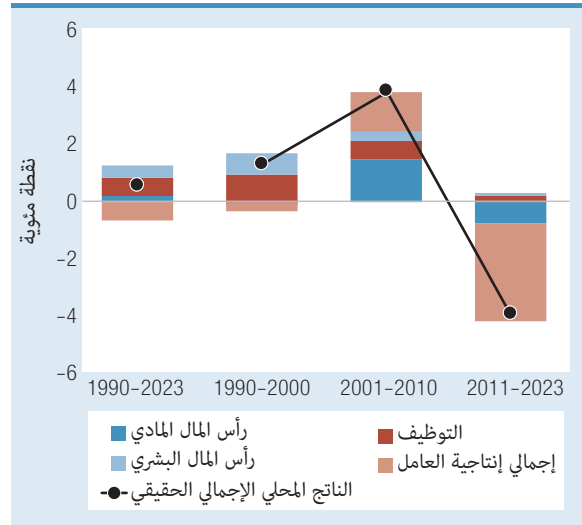 نقطة مئوية
6
4
2
0
-2
-4
-6
1990-2023 1990-2000 2001-2010 2011-2023
التوظيف رأس المال المادي
إجمالي إنتاجية العامل رأس المال البشري
الناتج المحلي الإجمالي الحقيقي